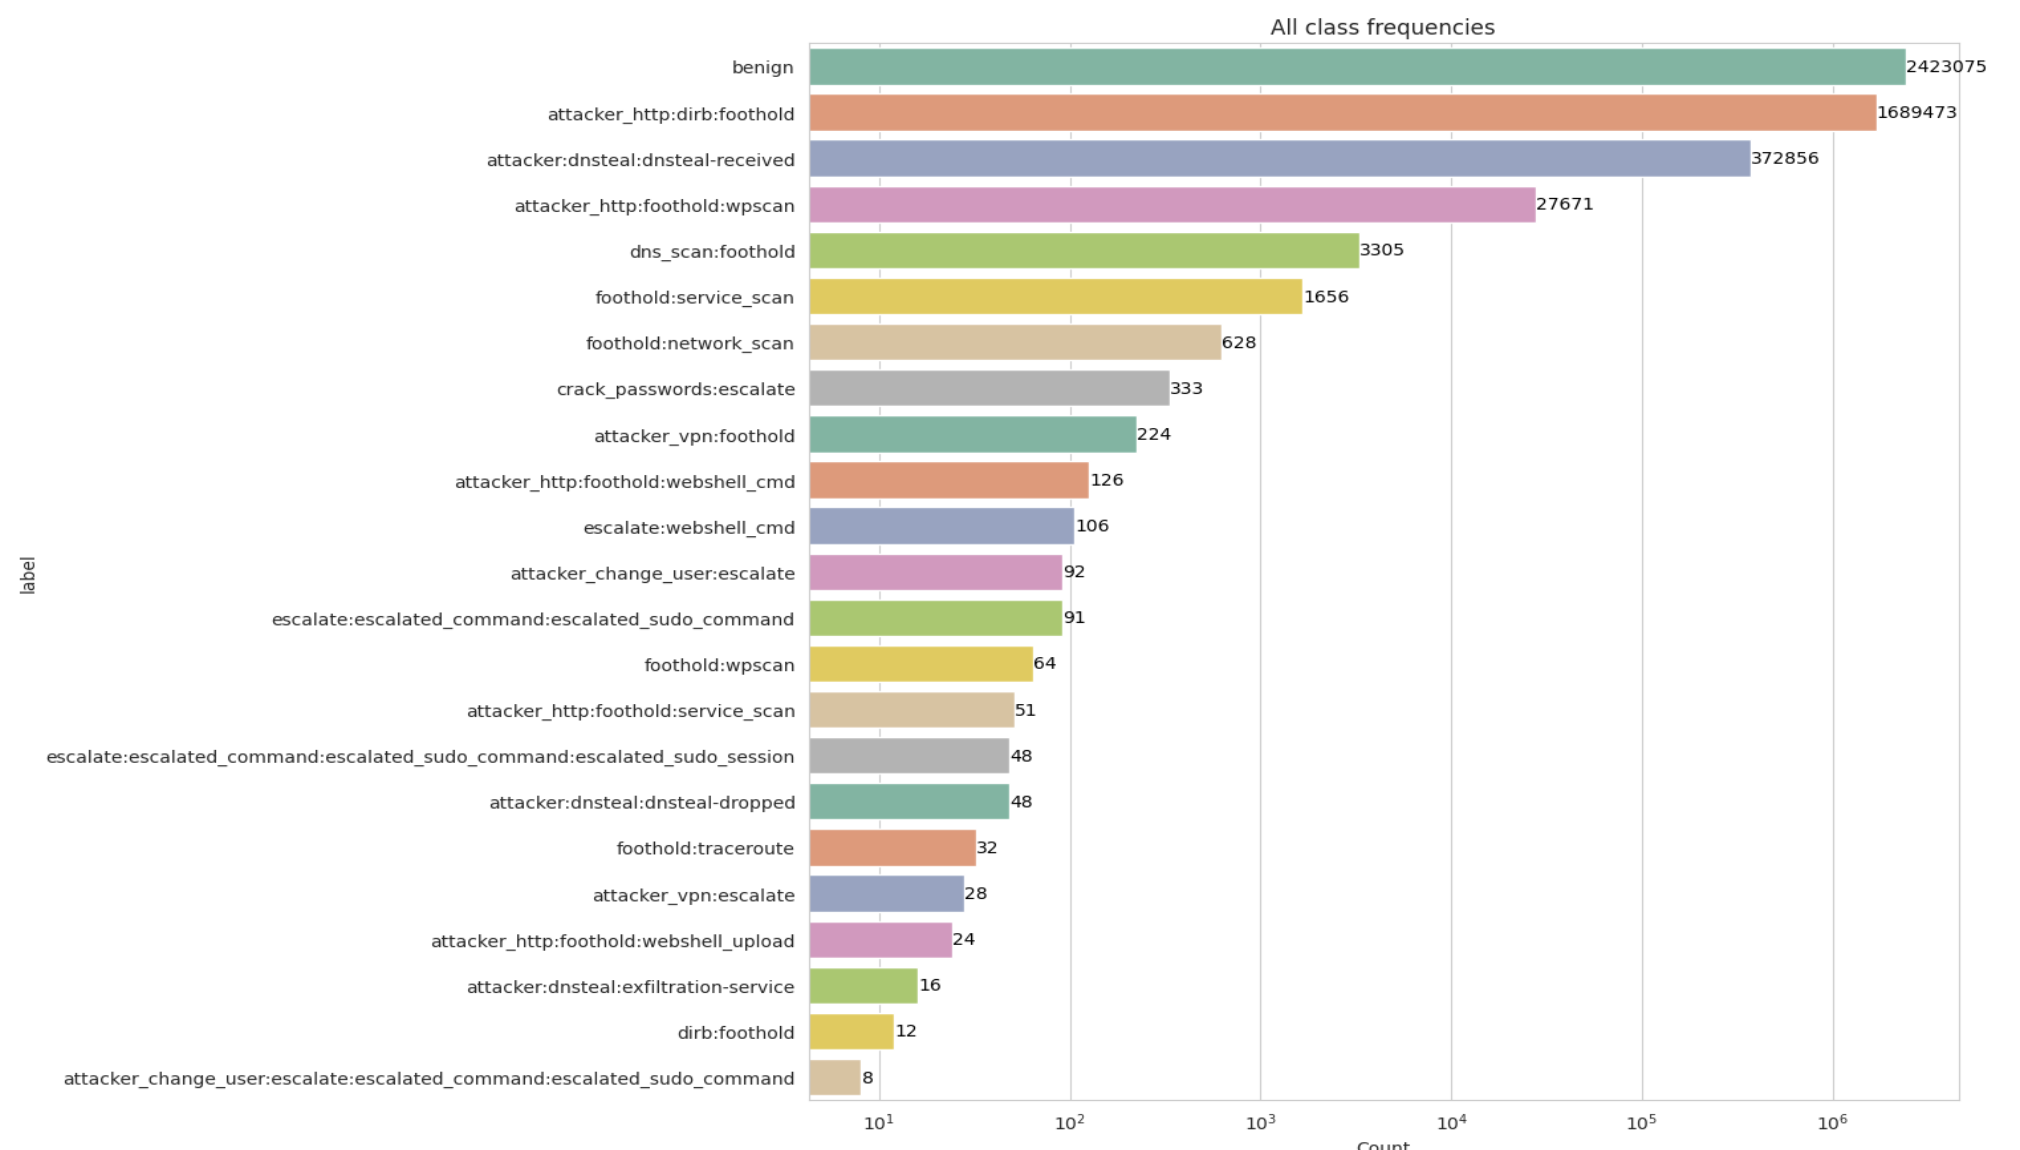 All class frequencies
benign 2423075
attacker_http:dirb:foothold 1689473
attacker:dnsteal:dnsteal-received 372856
attacker_http:foothold:wpscan 27671
dns_scan:foothold 3305
foothold:service_scan 1656
foothold:network_scan 628
crack_passwords:escalate 333
attacker_vpn:foothold 224
attacker_http:foothold:webshell_cmd 126
escalate:webshell_cmd 106
attacker_change_user:escalate 92
escalate:escalated_command:escalated_sudo_command 91
foothold:wpscan 64
attacker_http:foothold:service_scan 51
escalate:escalated_command:escalated_sudo_command:escalated_sudo_session 48
attacker:dnsteal:dnsteal-dropped 48
foothold:traceroute 32
attacker_vpn:escalate 28
attacker_http:foothold:webshell_upload 24
attacker:dnsteal:exfiltration-service 16
dirb:foothold 12
attacker_change_user:escalate:escalated_command:escalated_sudo_command 8
label
10¹ 10² 10³ 10⁴ 10⁵ 10⁶
Count